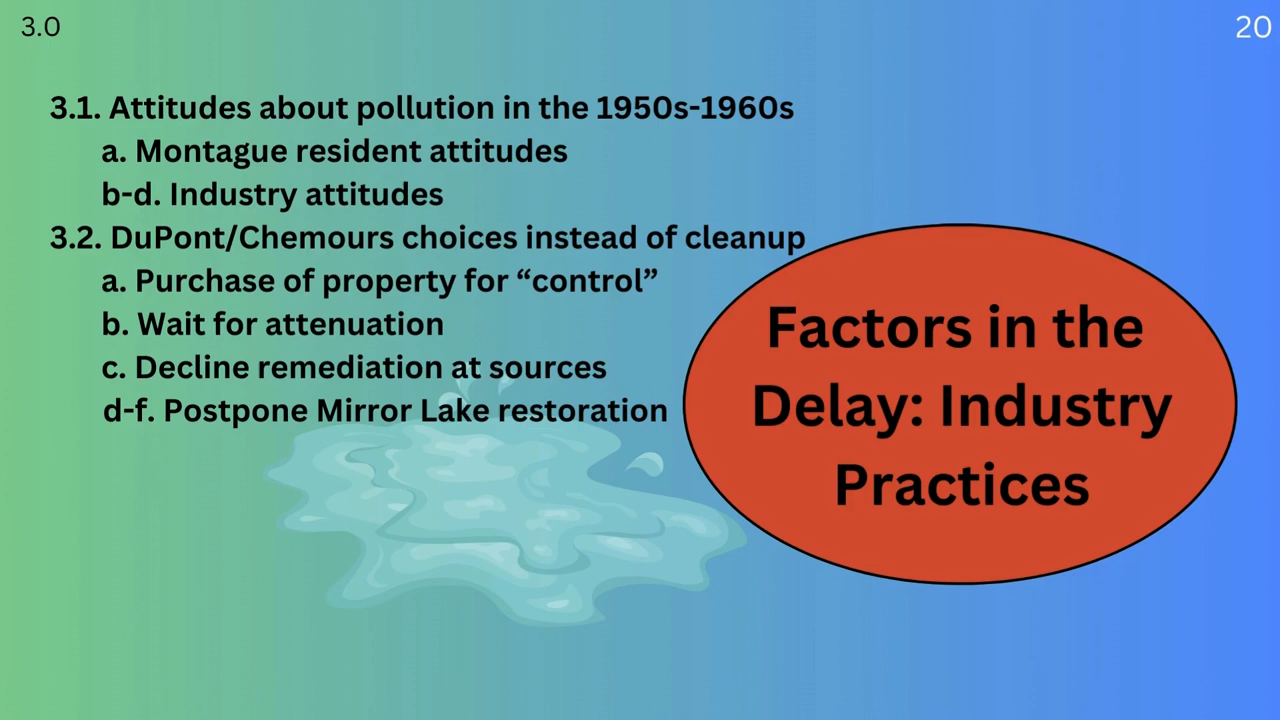 3.0
20
3.1. Attitudes about pollution in the 1950s-1960s
a. Montague resident attitudes
b-d. Industry attitudes
3.2. DuPont/Chemours choices instead of cleanup
a. Purchase of property for “control”
b. Wait for attenuation
c. Decline remediation at sources
d-f. Postpone Mirror Lake restoration
Factors in the
Delay: Industry
Practices